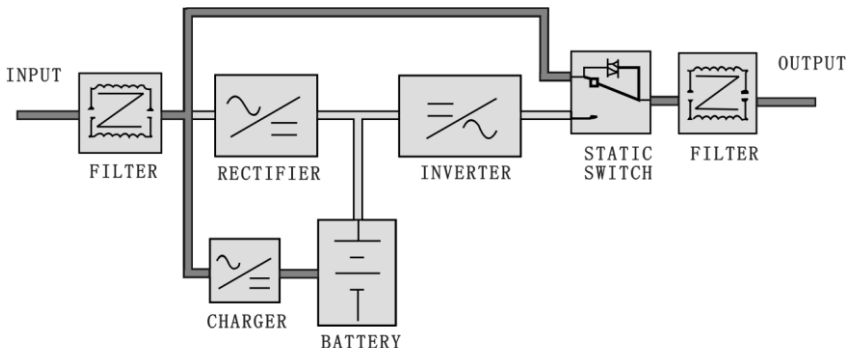 INPUT
OUTPUT
FILTER
RECTIFIER
INVERTER
STATIC
SWITCH
FILTER
CHARGER
BATTERY